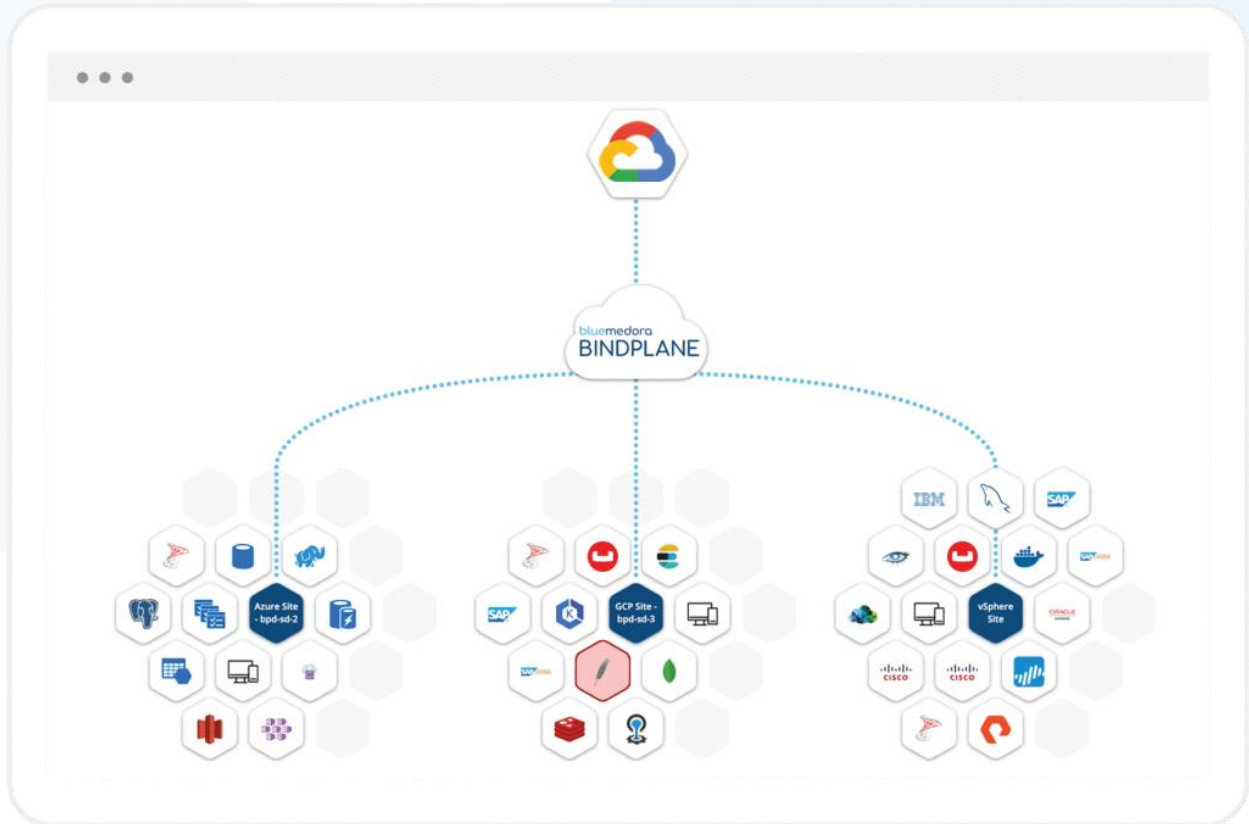 bluemedora
BINDPLANE
IBM
SAP
Azure Site
- bpd-sd-2
SAP
K
GCP Site -
bpd-sd-3
vSphere
Site
ORACLE
CISCO
CISCO